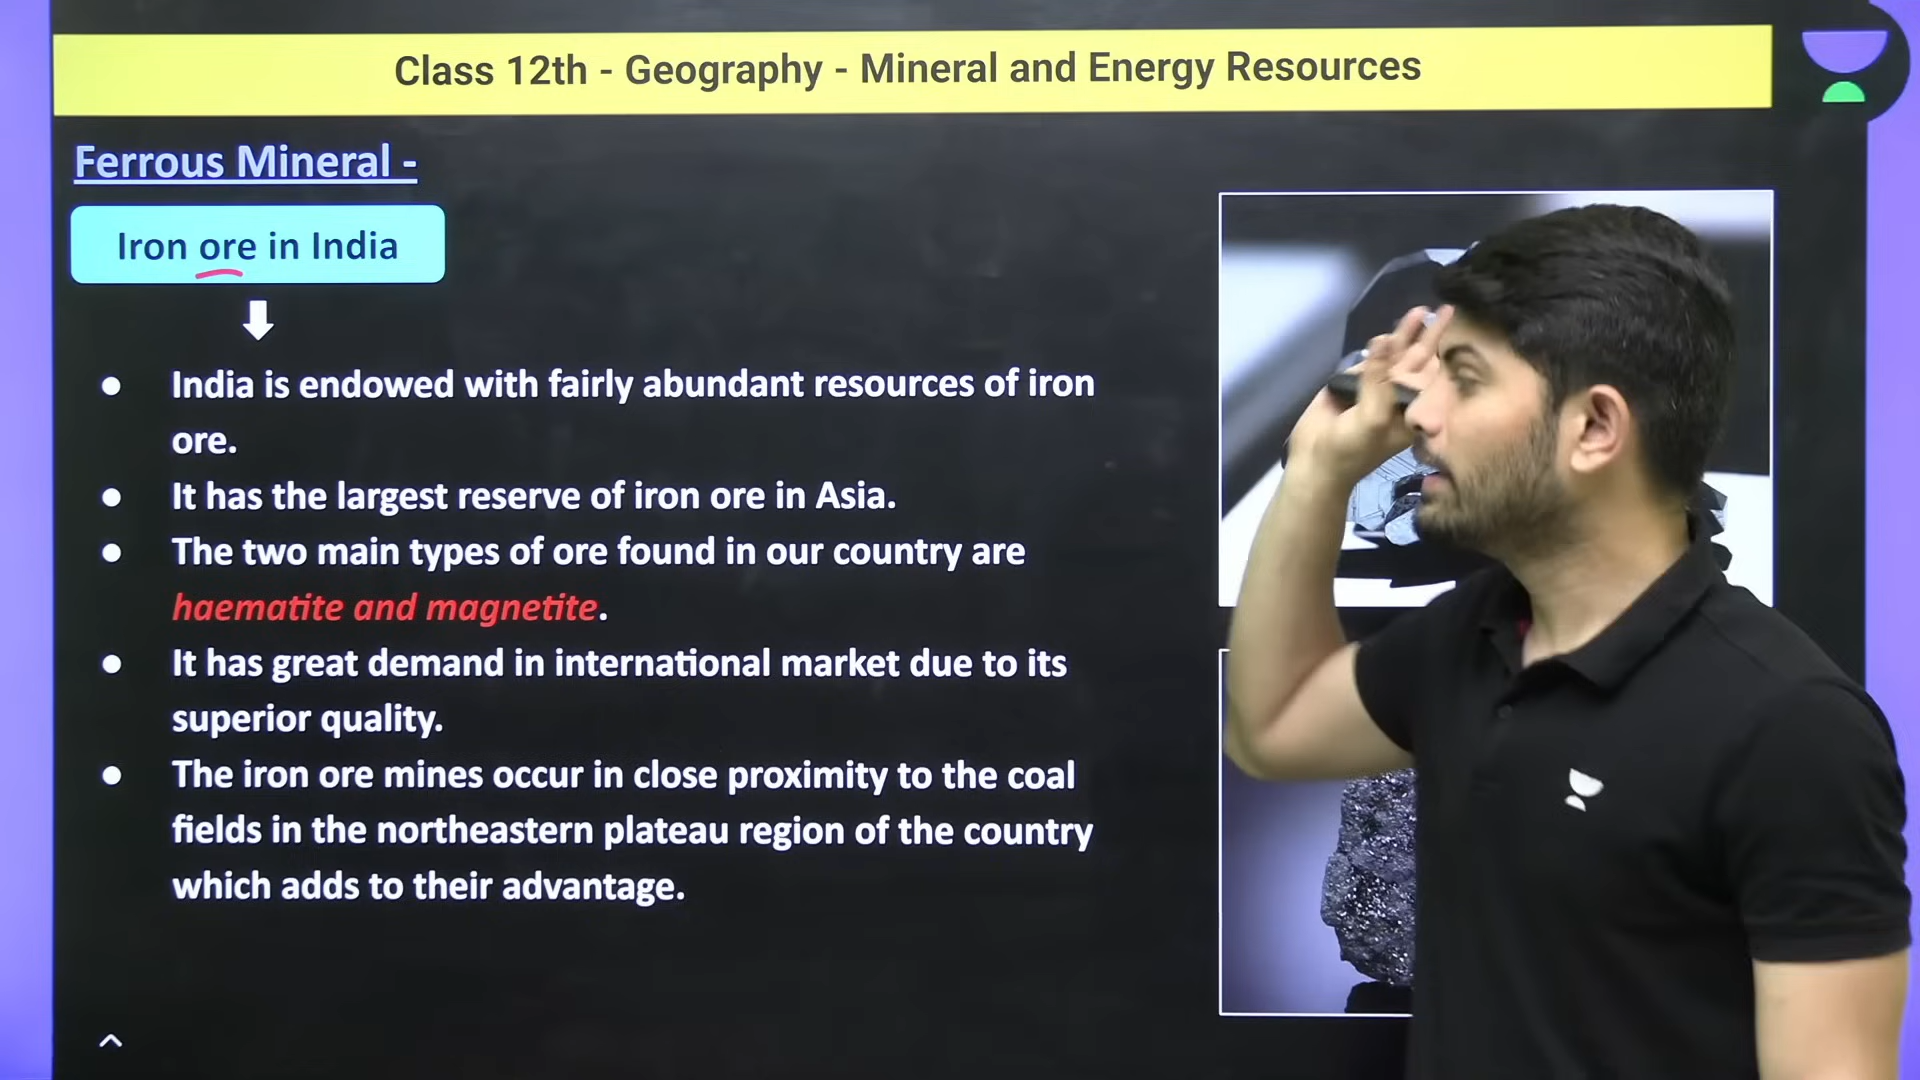 Class 12th - Geography - Mineral and Energy Resources
Ferrous Mineral -
Iron ore in India
● India is endowed with fairly abundant resources of iron
ore.
● It has the largest reserve of iron ore in Asia.
● The two main types of ore found in our country are
haematite and magnetite.
● It has great demand in international market due to its
superior quality.
● The iron ore mines occur in close proximity to the coal
fields in the northeastern plateau region of the country
which adds to their advantage.